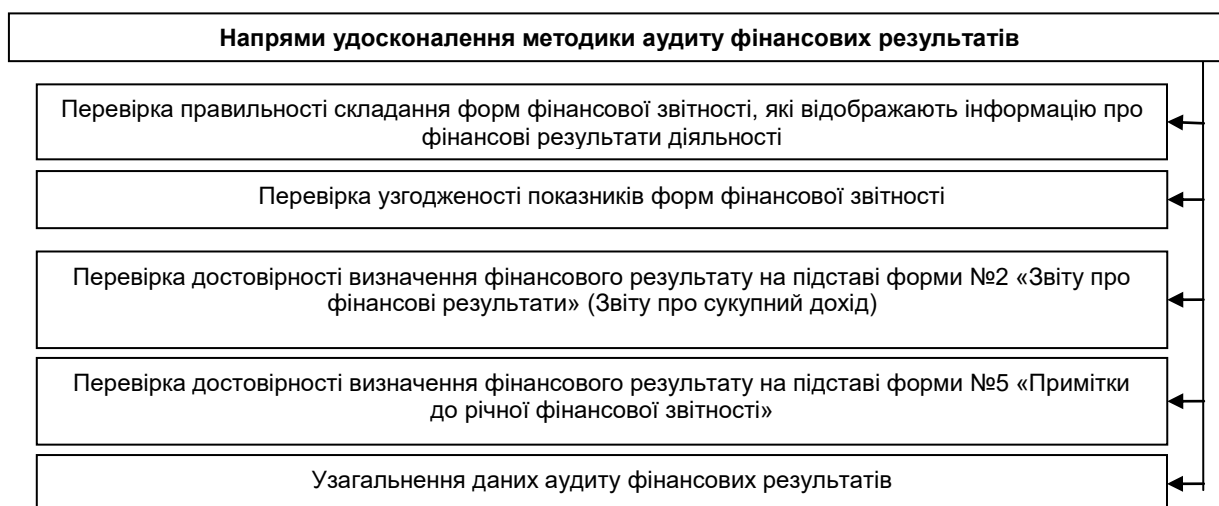 Напрями удосконалення методики аудиту фінансових результатів
Перевірка правильності складання форм фінансової звітності, які відображають інформацію про
фінансові результати діяльності
Перевірка узгодженості показників форм фінансової звітності
Перевірка достовірності визначення фінансового результату на підставі форми №2 «Звіту про
фінансові результати» (Звіту про сукупний дохід)
Перевірка достовірності визначення фінансового результату на підставі форми №5 «Примітки
до річної фінансової звітності»
Узагальнення даних аудиту фінансових результатів